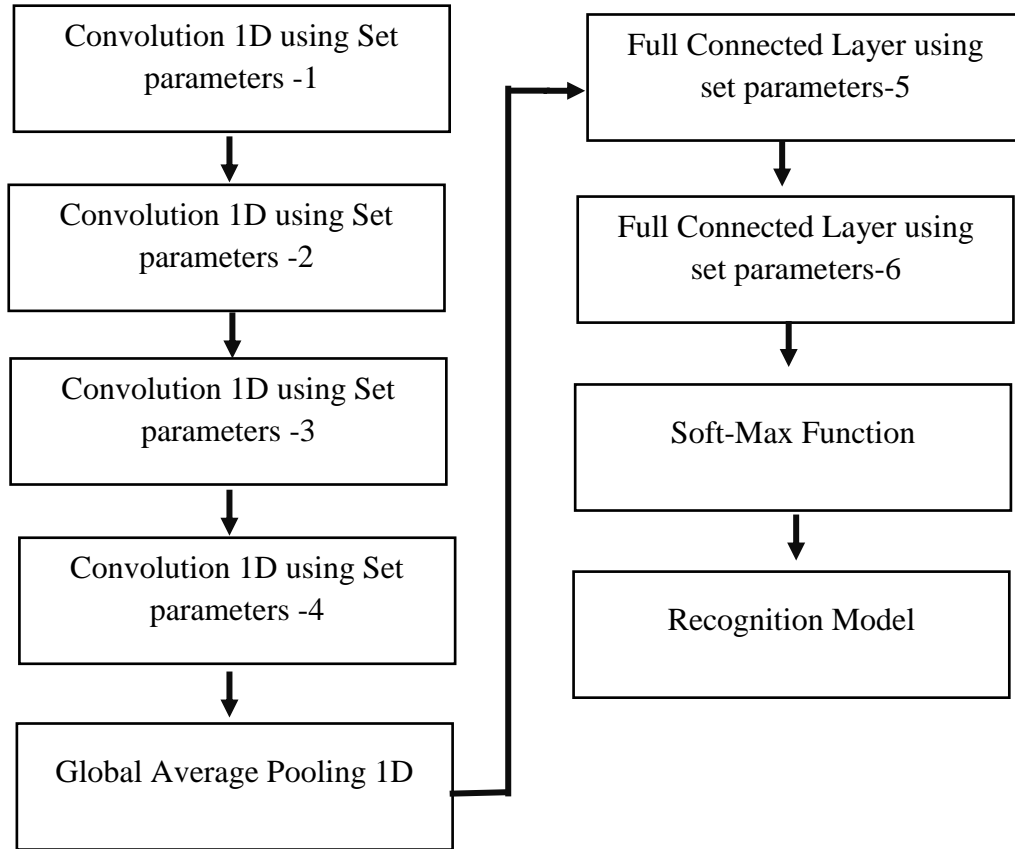 Convolution 1D using Set
parameters -1
Convolution 1D using Set
parameters -2
Convolution 1D using Set
parameters -3
Convolution 1D using Set
parameters -4
Global Average Pooling 1D
Full Connected Layer using
set parameters-5
Full Connected Layer using
set parameters-6
Soft-Max Function
Recognition Model